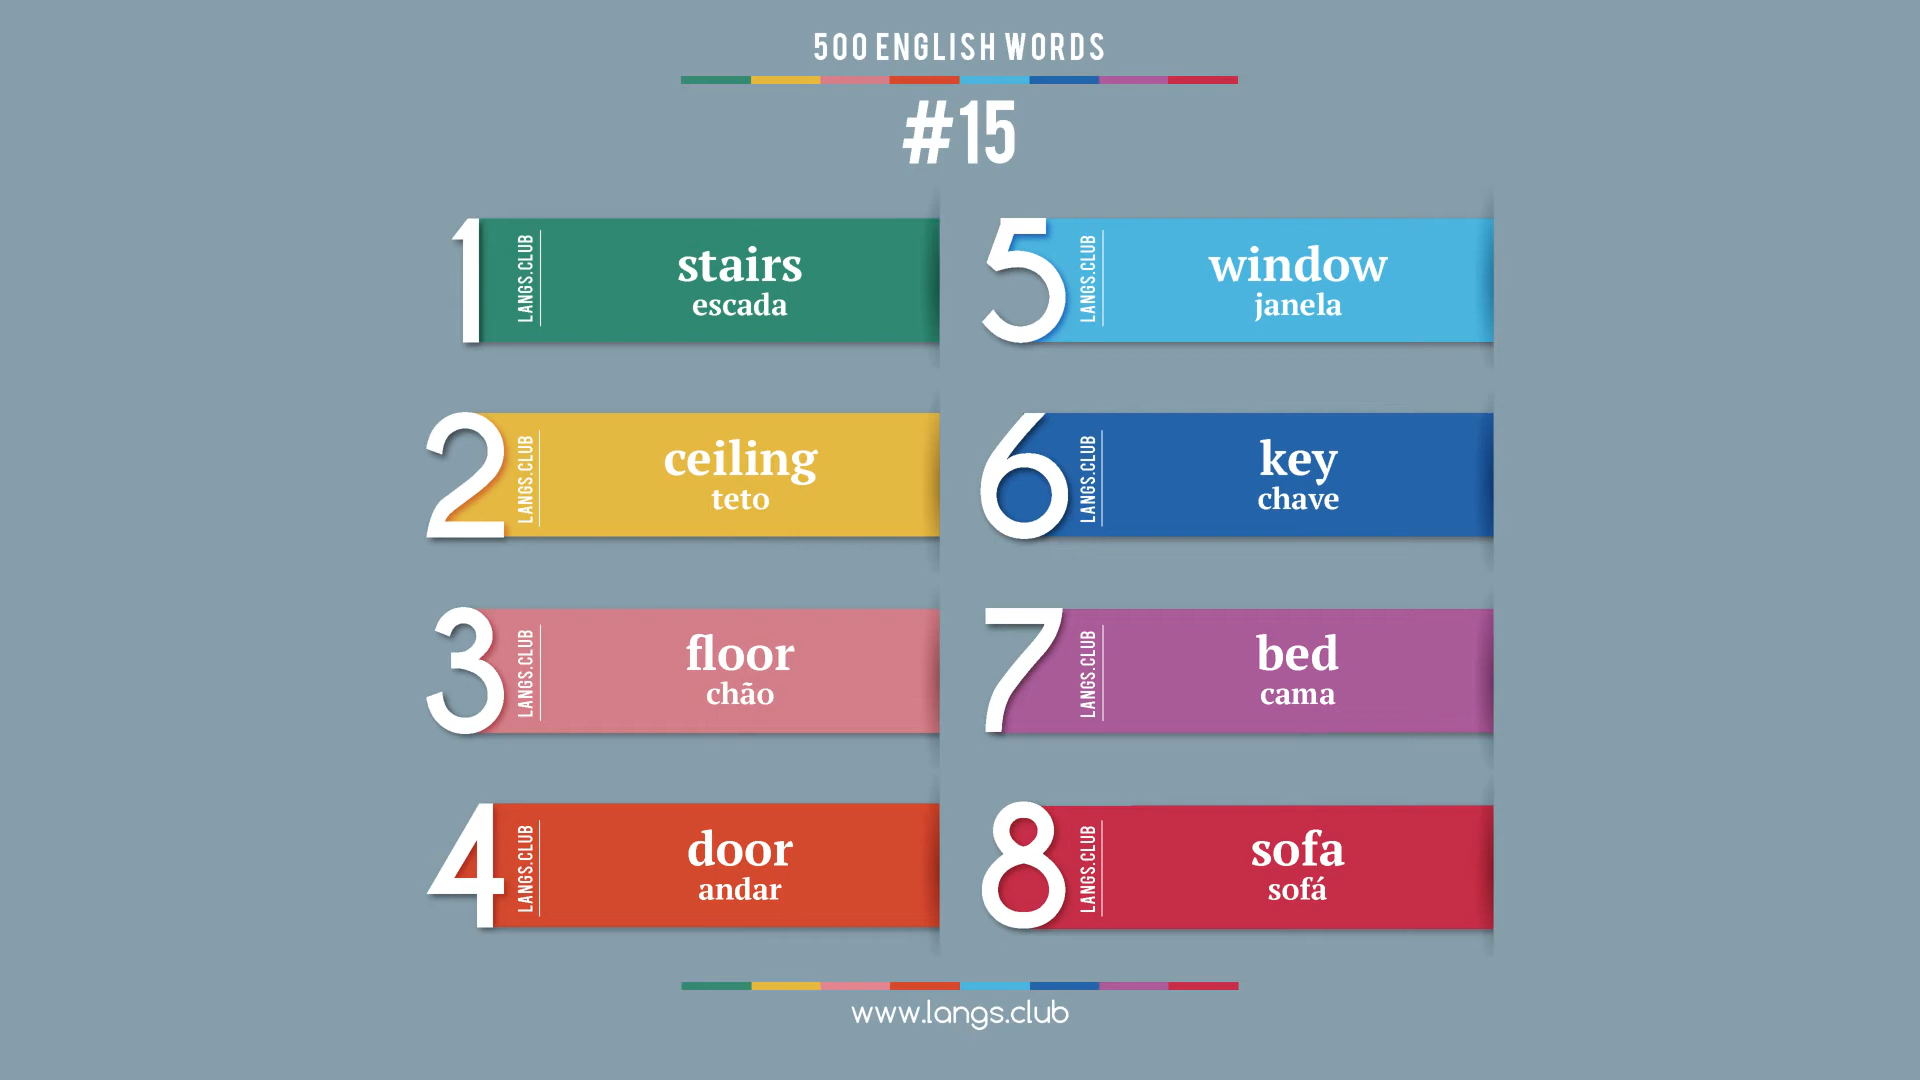 500 ENGLISH WORDS
#15
1
LANGS.CLUB
stairs
escada
2
LANGS.CLUB
ceiling
teto
3
LANGS.CLUB
floor
chão
4
LANGS.CLUB
door
andar
5
LANGS.CLUB
window
janela
6
LANGS.CLUB
key
chave
7
LANGS.CLUB
bed
cama
8
LANGS.CLUB
sofa
sofá
www.langs.club